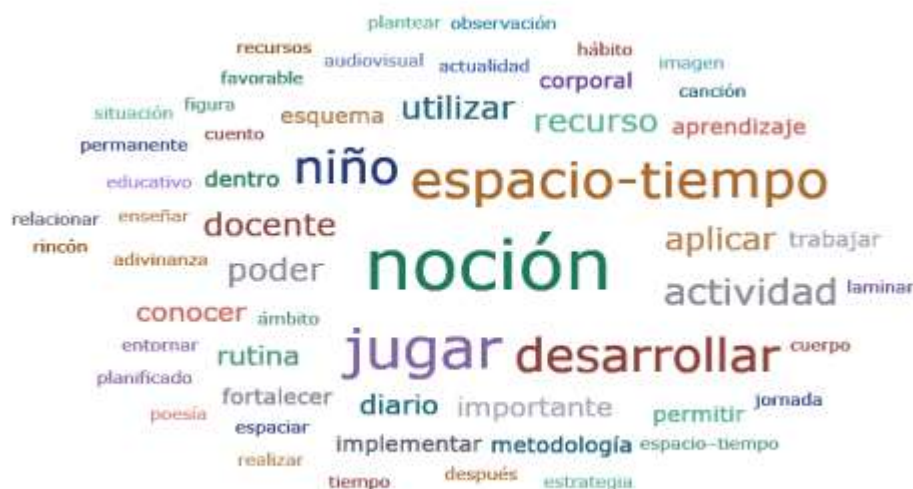 plantear observación
recursos audiovisual actualidad hábito imagen
favorable corporal canción
situación figura esquema utilizar recurso aprendizaje
permanente cuento
educativo dentro niño espacio-tiempo
relacionar enseñar docente aplicar trabajar
rincón adivinanza poder noción actividad laminar
conocer ámbito
entornar rutina jugar desarrollar cuerpo
planificado fortalecer diario importante permitir jornada
poesía espaciar implementar metodología espacio-tiempo
realizar tiempo después estrategia